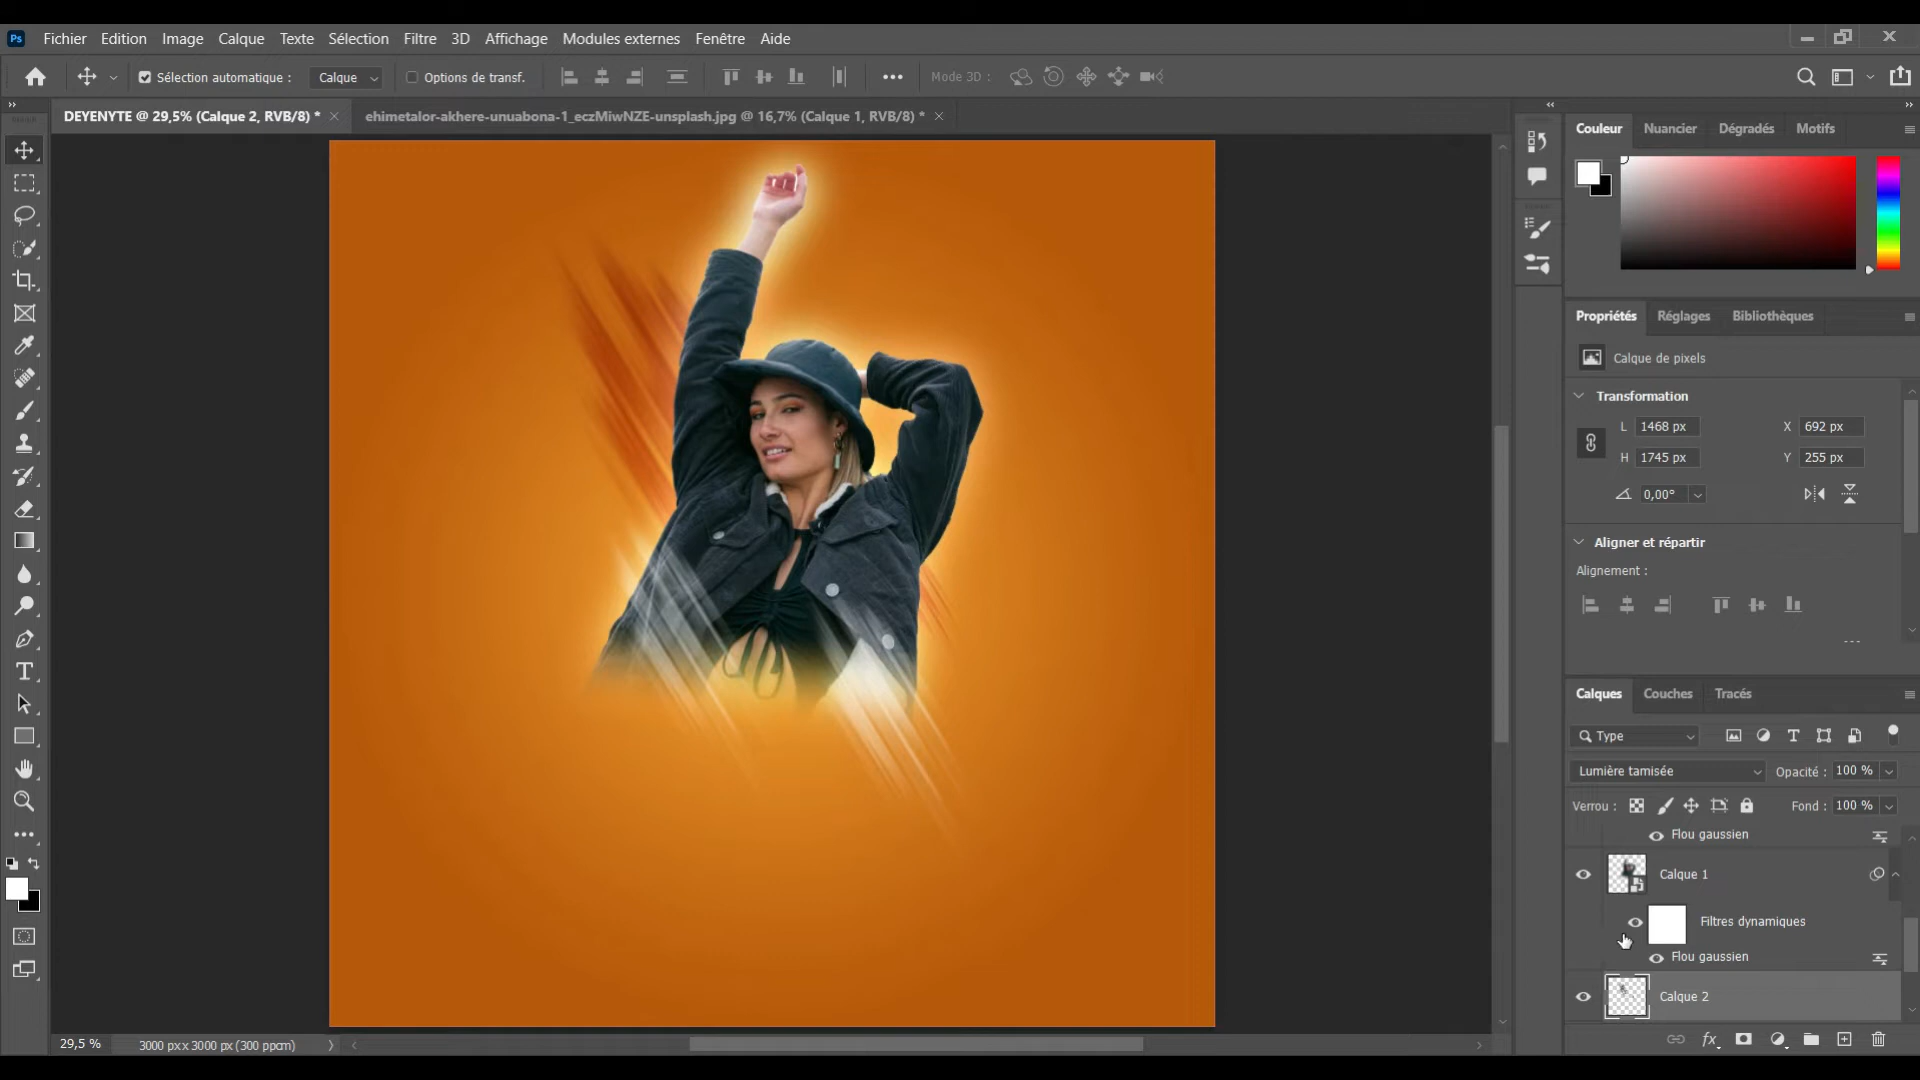 Ps Fichier Edition Image Calque Texte Sélection Filtre 3D Affichage Modules externes Fenêtre Aide
Sélection automatique : Calque Options de transf. Mode 3D :
DEYENYTE @ 29,5% (Calque 2, RVB/8) * ehimetalor-akhere-unuabona-1_eczMiwNZE-unsplash.jpg @ 16,7% (Calque 1, RVB/8) *
Couleur Nuancier Dégradés Motifs
Propriétés Réglages Bibliothèques
Calque de pixels
Transformation
L 1468 px X 692 px
H 1745 px Y 255 px
0,00°
Aligner et répartir
Alignement :
Calques Couches Tracés
Type
Lumière tamisée Opacité : 100 %
Verrou : Fond : 100 %
Flou gaussien
Calque 1
Filtres dynamiques
Flou gaussien
Calque 2
fx
29,5 % 3000 px x 3000 px (300 ppcm)